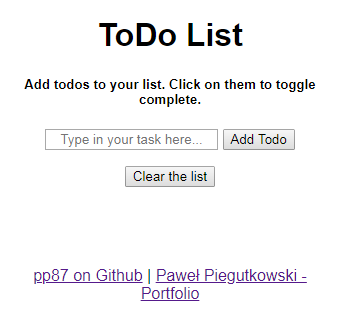 ToDo List
Add todos to your list. Click on them to toggle
complete.
Type in your task here... Add Todo
Clear the list
pp87 on Github | Paweł Piegutkowski -
Portfolio